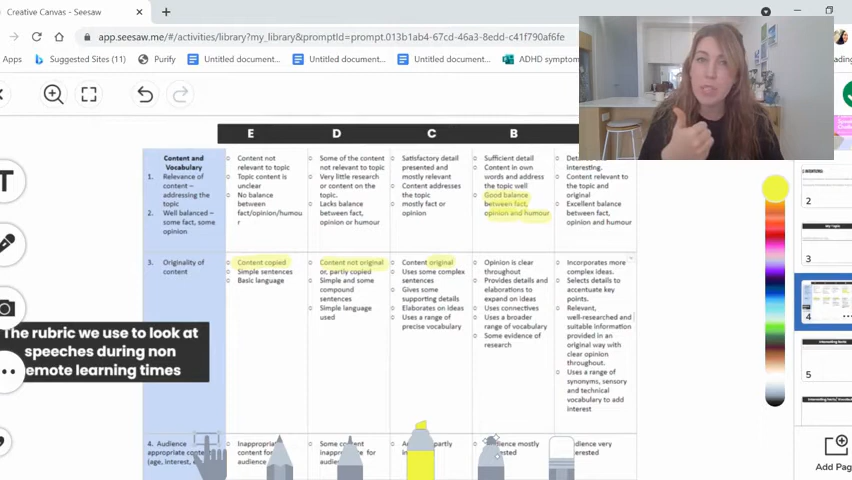 Creative Canvas - Seesaw
app.seesaw.me/#/activities/library?my_library&promptId=prompt.013b1ab4-67cd-46a3-8edd-c41f790af6fe
Apps
Suggested Sites (11)
Purify
Untitled document...
Untitled document...
Untitled document...
ADHD symptom
E
D
C
B
Content and
Vocabulary
1. Relevance of
content –
addressing the
topic
2. Well balanced –
some fact, some
opinion
Content not
relevant to topic
Topic content is
unclear
No balance
between
fact/opinion/humou
r
Some of the content
not relevant to topic
Very little research
or content on the
topic.
Lacks balance
between fact,
opinion or humour
Satisfactory detail
presented and
mostly relevant
Content addresses
the topic
mostly fact or
opinion
Sufficient detail
Content in own
words and address
the topic well
Good balance
between fact,
opinion and humour
interesting.
Content relevant to
the topic and
original
Excellent balance
between fact,
opinion and humour
3. Originality of
content
Content copied
Simple sentences
Basic language
Content not original
or, partly copied
Simple and some
compound
sentences
Simple language
used
Content original
Uses some complex
sentences
Gives some
supporting details
Elaborates on ideas
Uses a range of
precise vocabulary
Opinion is clear
throughout
Provides details and
elaborations to
expand on ideas
Uses connectives
Uses a broader
range of vocabulary
Some evidence of
research
Incorporates more
complex ideas.
Selects details to
accentuate key
points.
Relevant,
well-researched and
suitable information
provided in an
original way with
clear opinion
throughout.
Uses a range of
synonyms, sensory
and technical
vocabulary to add
interest
The rubric we use to look at
speeches during non
remote learning times
4. Audience
appropriate
(age, interest,
content for
audience
for
mostly
very
T
2
My Topic
3
4
Interesting facts
5
Add Pag